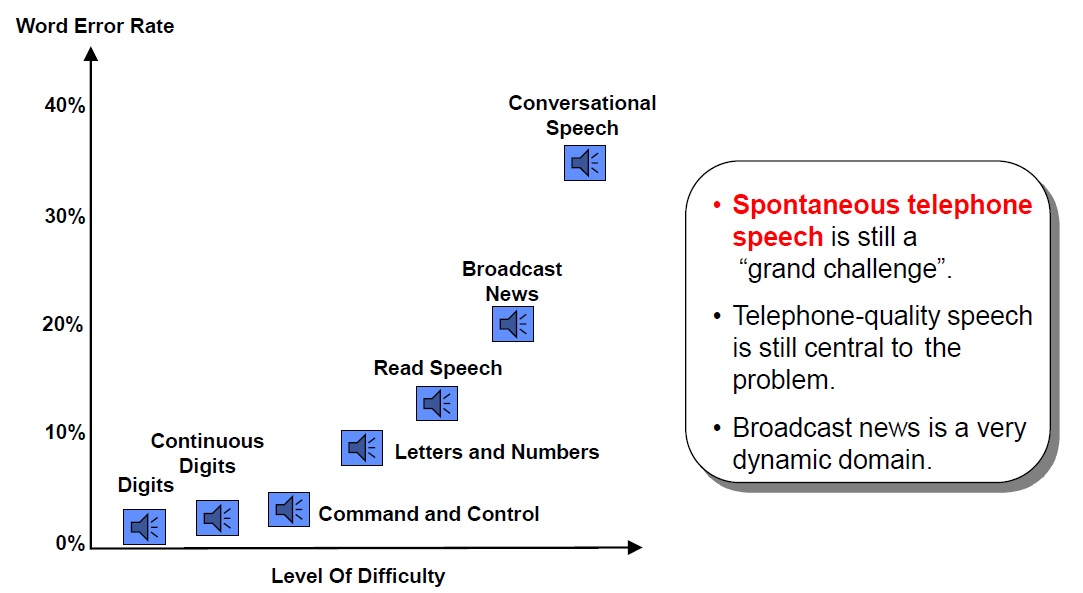 Word Error Rate
40%
30%
20%
10%
0%
Conversational
Speech
Broadcast
News
Read Speech
Letters and Numbers
Continuous
Digits
Digits
Command and Control
Level Of Difficulty
• Spontaneous telephone
speech is still a
“grand challenge”.
• Telephone-quality speech
is still central to the
problem.
• Broadcast news is a very
dynamic domain.